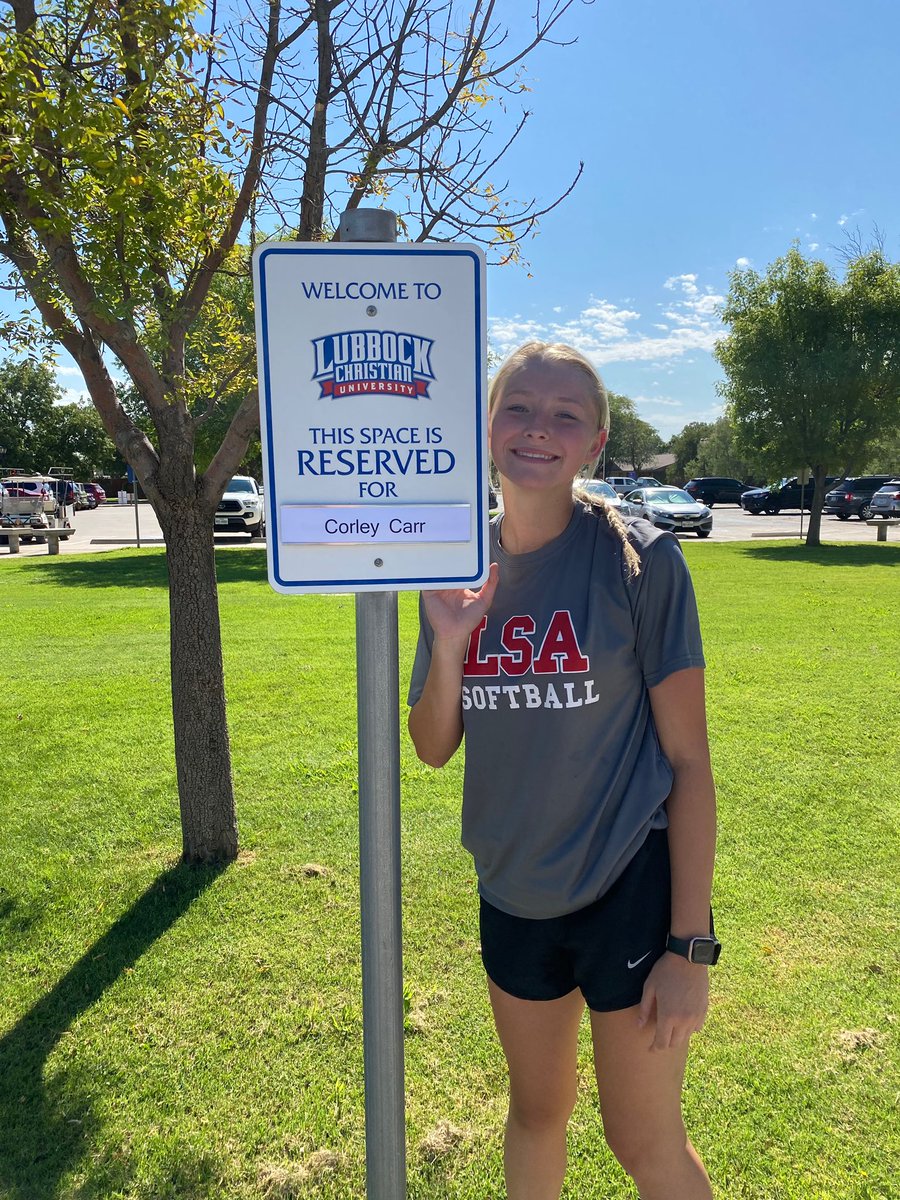 WELCOME TO
LUBBOCK
CHRISTIAN
UNIVERSITY
THIS SPACE IS
RESERVED
FOR
Corley Carr
LSA
SOFTBALL